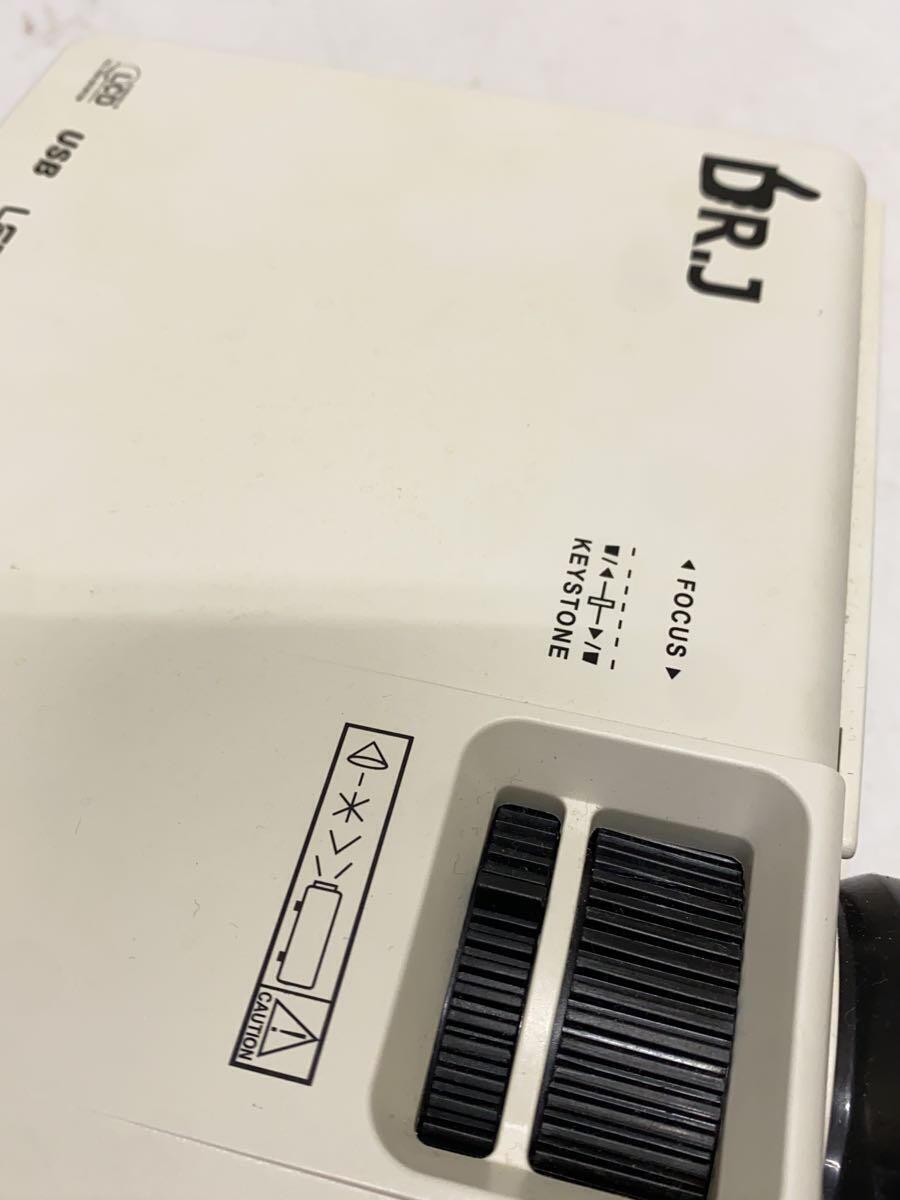 DR.J
◀ FOCUS ▶
KEYSTONE
CAUTION
USB